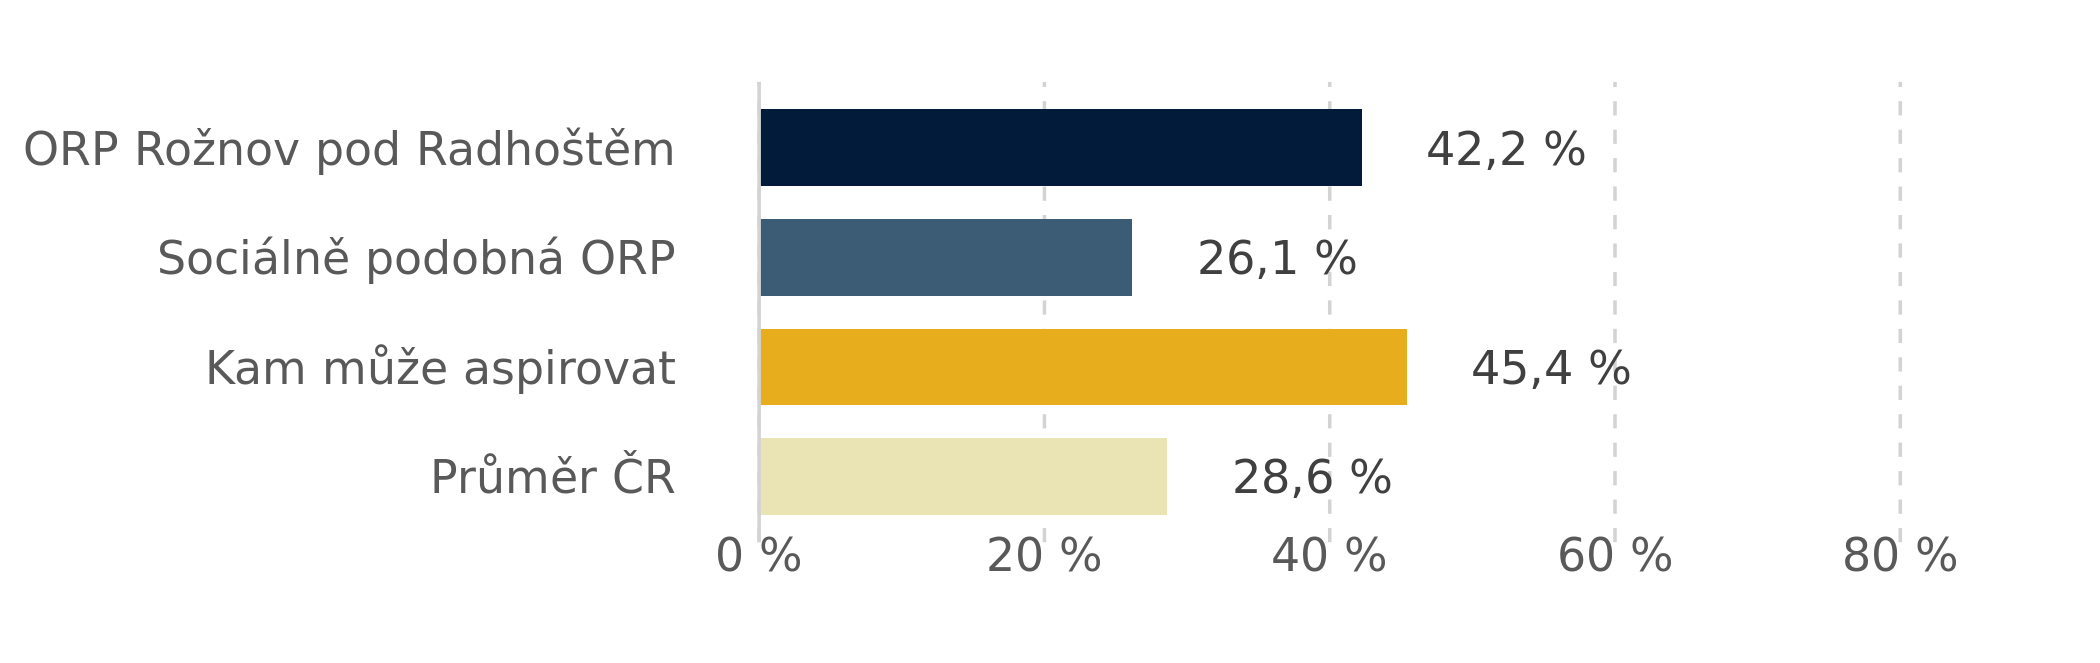 ORP Rožnov pod Radhoštěm 42,2 %
Sociálně podobná ORP 26,1 %
Kam může aspirovat 45,4 %
Průměr ČR 28,6 %
0 % 20 % 40 % 60 % 80 %